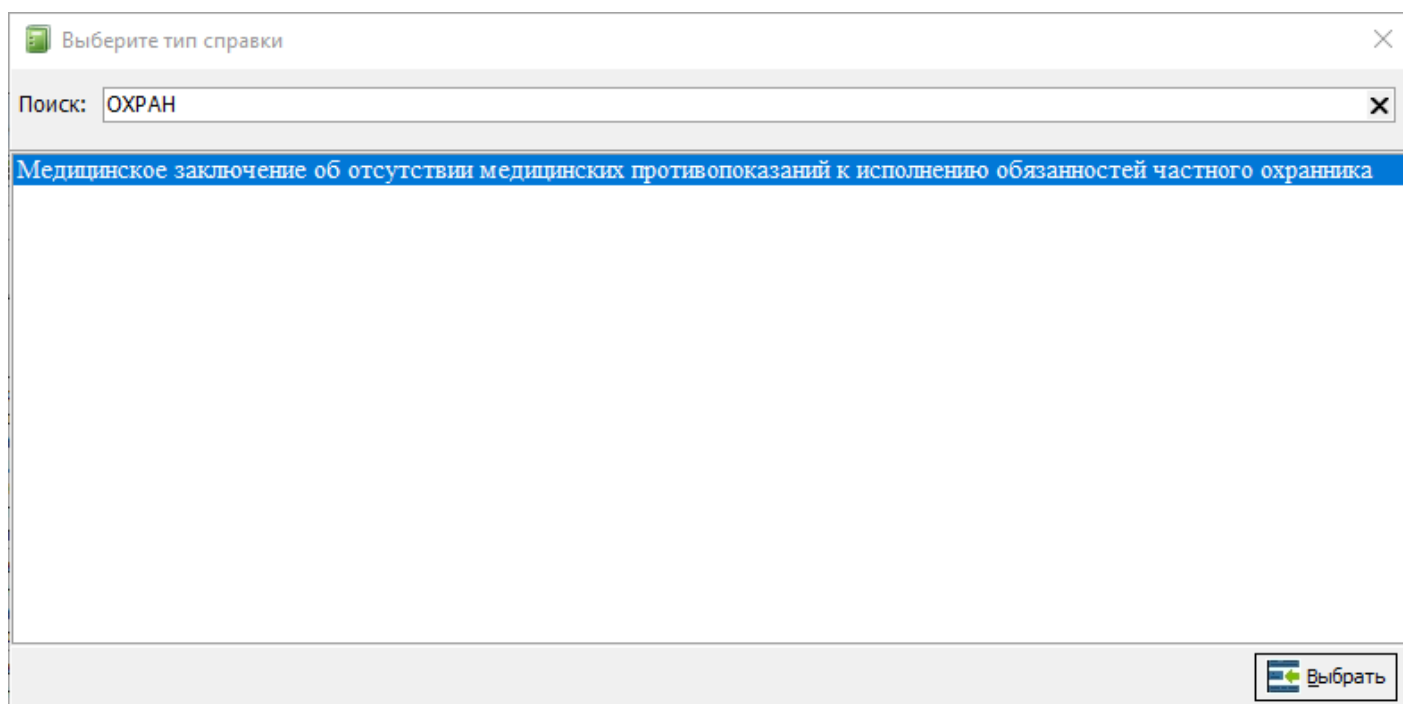 Выберите тип справки
Поиск: ОХРАН
Медицинское заключение об отсутствии медицинских противопоказаний к исполнению обязанностей частного охранника
Выбрать